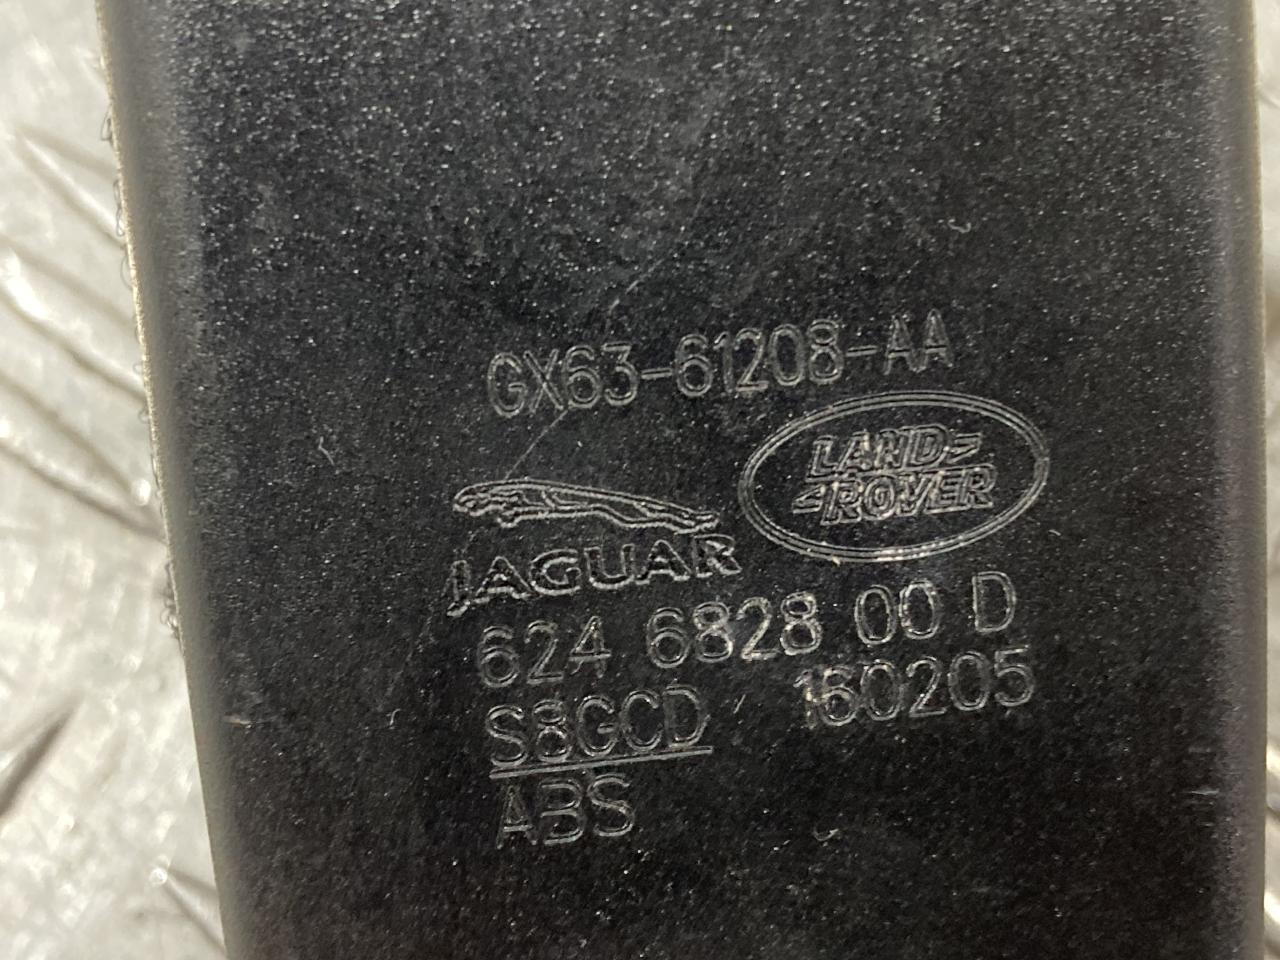 GX63-61208-AA
LAND
ROVER
JAGUAR
624 6828 00 D
S8GCD 160205
ABS